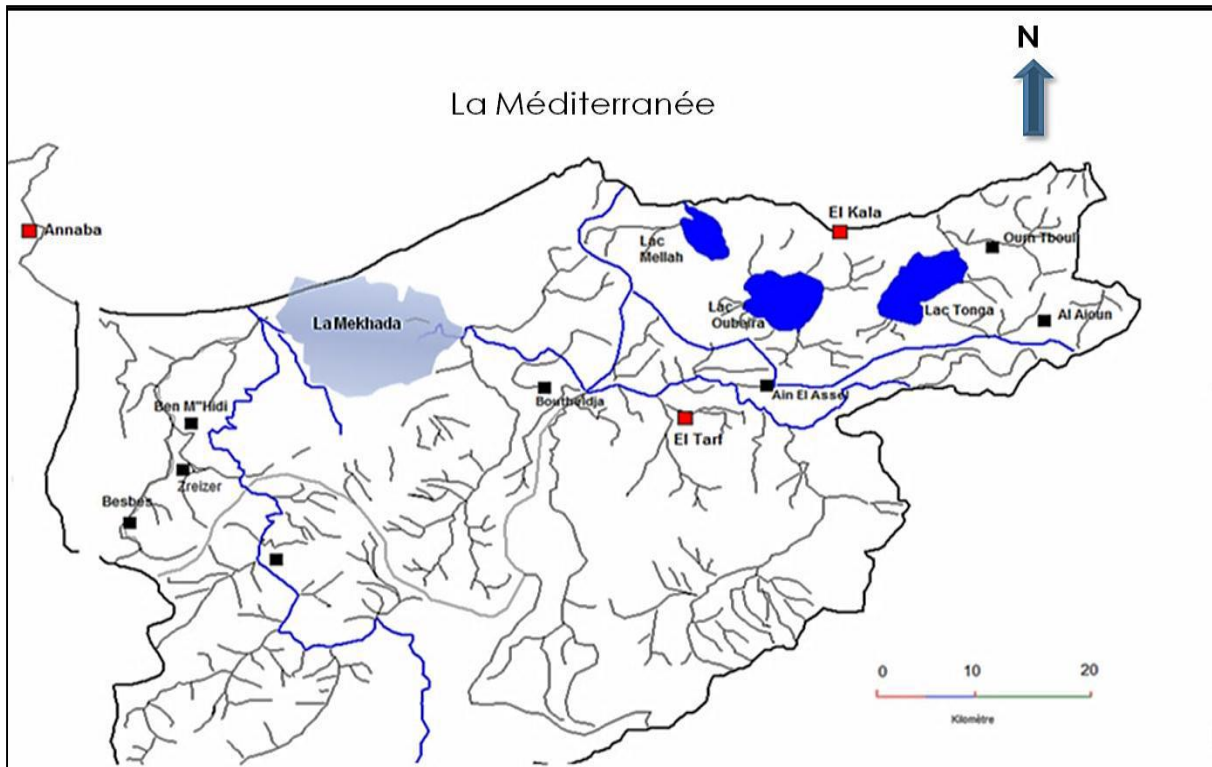 N
La Méditerranée
El Kala
Annaba
Oum Tboul
Lac
Mellah
Lac
Oubeira
Lac Tonga
Al Aioun
La Mekhada
Boutheldja
Ain El Assel
Ben M"Hidi
El Tarf
Zreizer
Besbes
0 10 20
Kilomètre